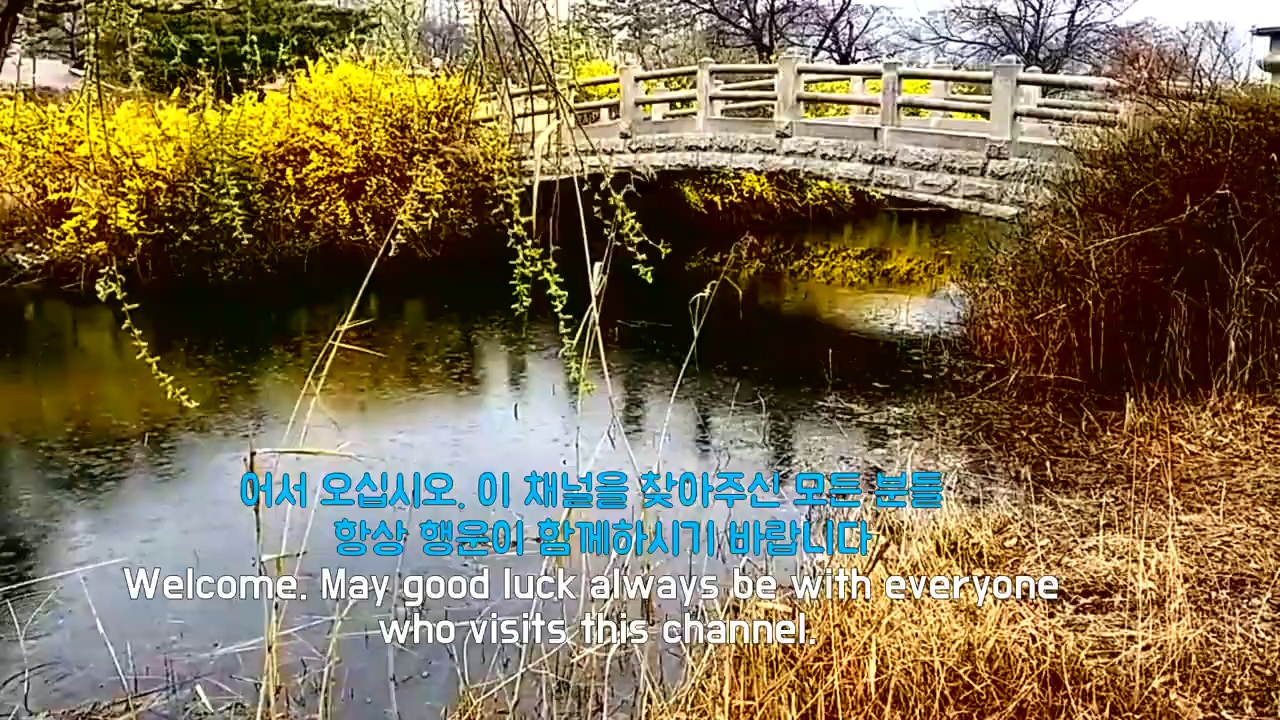 어서 오십시오. 이 채널을 찾아주신 모든 분들
항상 행운이 함께하시기 바랍니다
Welcome. May good luck always be with everyone
who visits this channel.